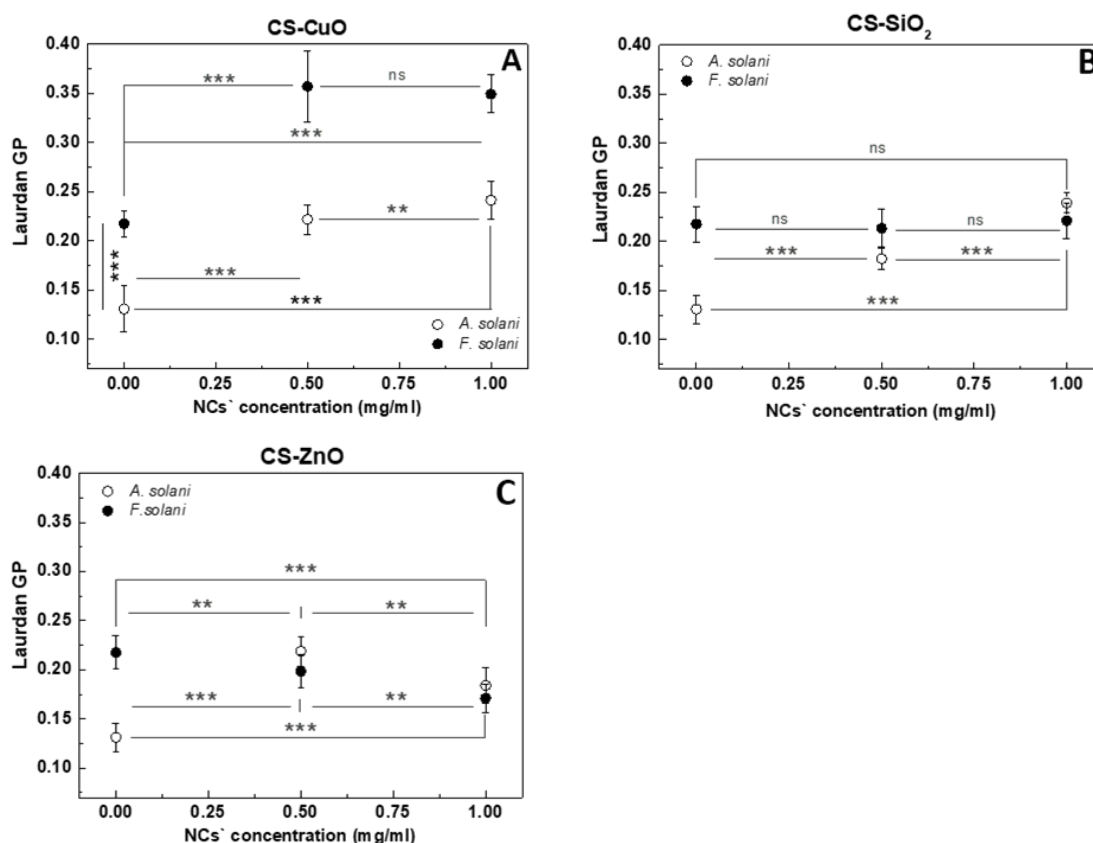 CS-CuO
A
0.40
0.35
0.30
0.25
0.20
0.15
0.10
Laurdan GP
***
ns
***
**
***
***
***
A. solani
F. solani
0.00 0.25 0.50 0.75 1.00
NCs` concentration (mg/ml)
CS-SiO₂
B
0.40
0.35
0.30
0.25
0.20
0.15
0.10
Laurdan GP
A. solani
F. solani
ns
ns ns
*** ***
***
0.00 0.25 0.50 0.75 1.00
NCs` concentration (mg/ml)
CS-ZnO
C
0.40
0.35
0.30
0.25
0.20
0.15
0.10
Laurdan GP
A. solani
F.solani
***
** **
*** **
***
0.00 0.25 0.50 0.75 1.00
NCs` concentration (mg/ml)